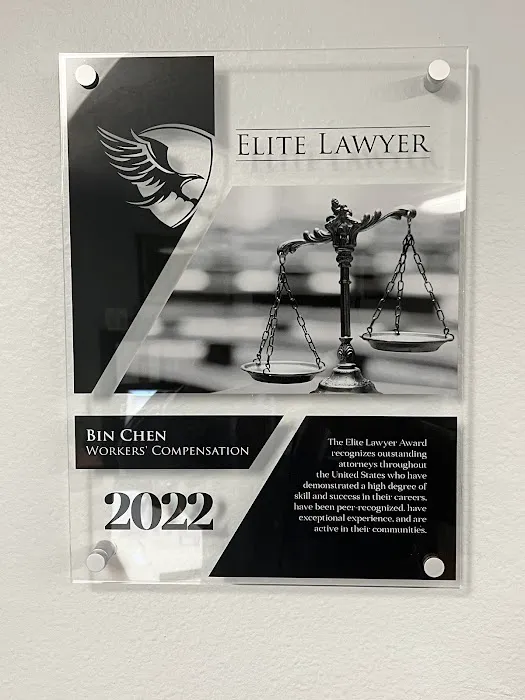 ELITE LAWYER
BIN CHEN
WORKERS' COMPENSATION
2022
The Elite Lawyer Award
recognizes outstanding
attorneys throughout
the United States who have
demonstrated a high degree of
skill and success in their careers,
have been peer-recognized, have
exceptional experience, and are
active in their communities.